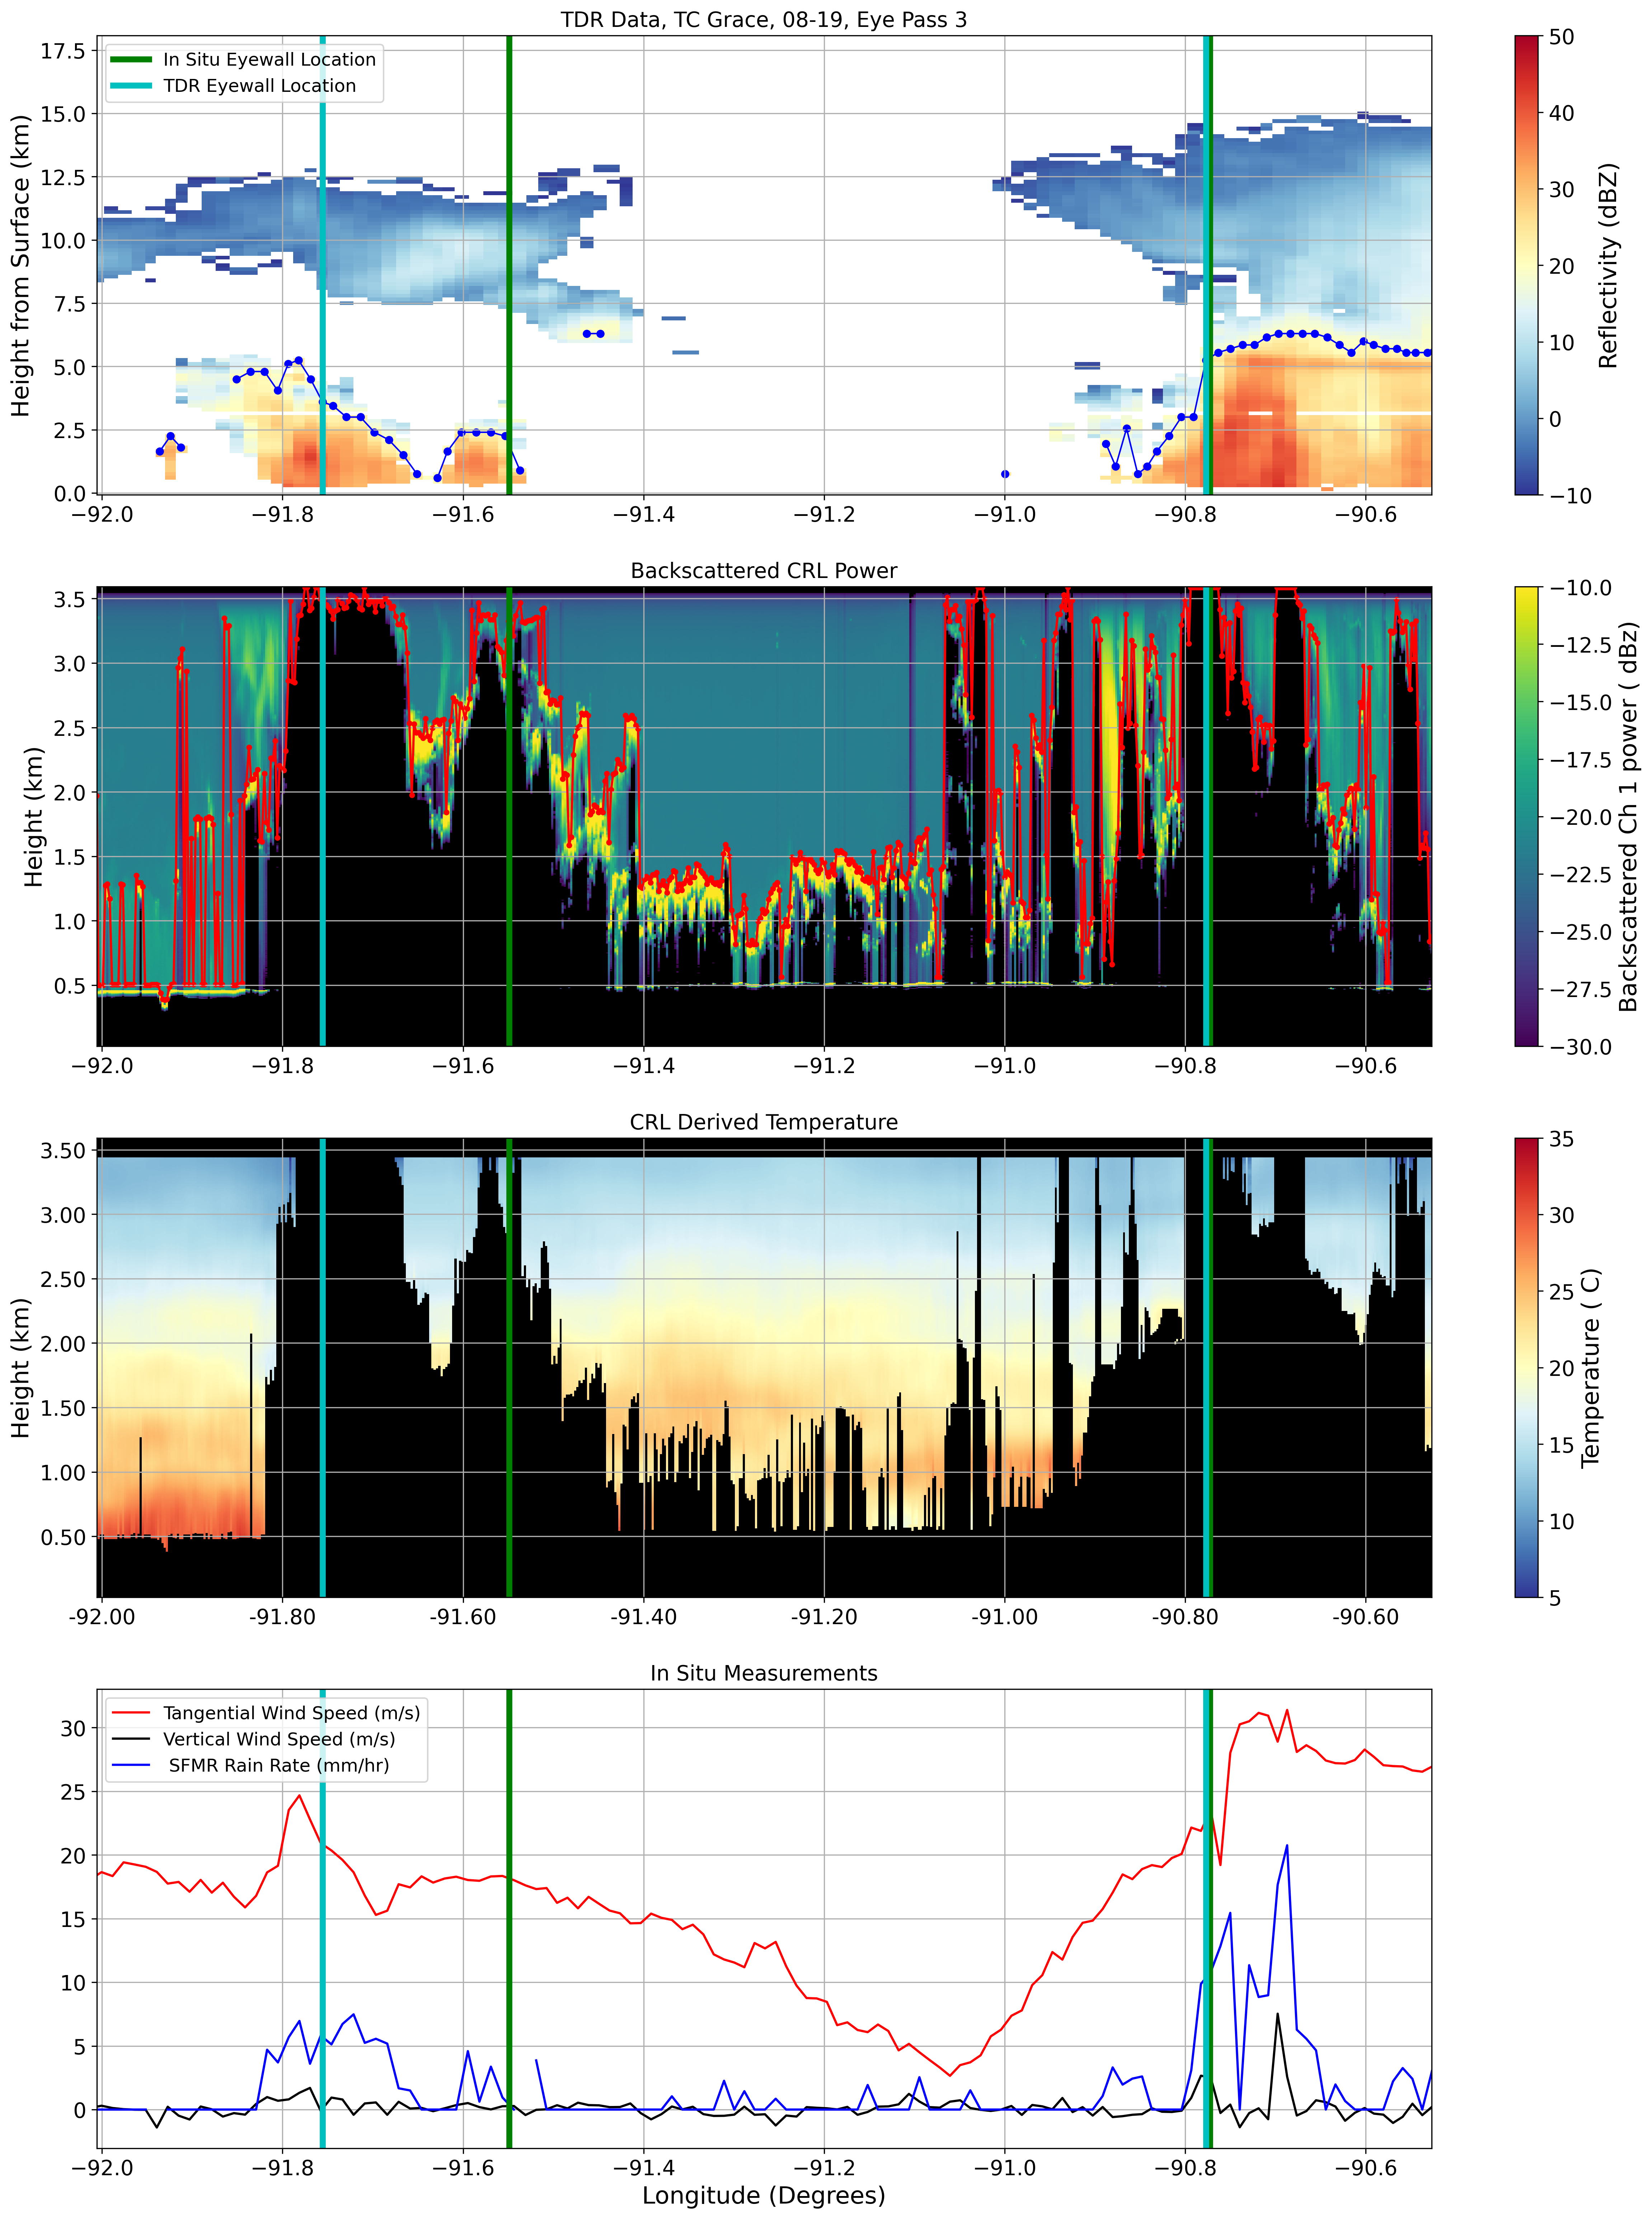 TDR Data, TC Grace, 08-19, Eye Pass 3
In Situ Eyewall Location
TDR Eyewall Location
Height from Surface (km)
17.5
15.0
12.5
10.0
7.5
5.0
2.5
0.0
−92.0 −91.8 −91.6 −91.4 −91.2 −91.0 −90.8 −90.6
50
40
30
20
10
0
−10
Reflectivity (dBZ)
Backscattered CRL Power
Height (km)
3.5
3.0
2.5
2.0
1.5
1.0
0.5
−92.0 −91.8 −91.6 −91.4 −91.2 −91.0 −90.8 −90.6
−10.0
−12.5
−15.0
−17.5
−20.0
−22.5
−25.0
−27.5
−30.0
Backscattered Ch 1 power ( dBz)
CRL Derived Temperature
Height (km)
3.50
3.00
2.50
2.00
1.50
1.00
0.50
-92.00 -91.80 -91.60 -91.40 -91.20 -91.00 -90.80 -90.60
35
30
25
20
15
10
5
Temperature ( C)
In Situ Measurements
Tangential Wind Speed (m/s)
Vertical Wind Speed (m/s)
SFMR Rain Rate (mm/hr)
30
25
20
15
10
5
0
−92.0 −91.8 −91.6 −91.4 −91.2 −91.0 −90.8 −90.6
Longitude (Degrees)